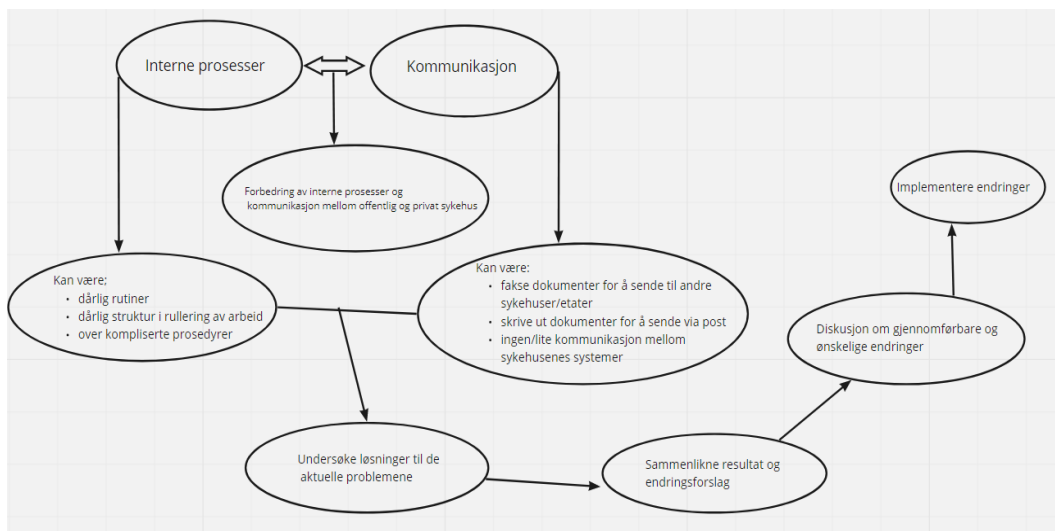 Interne prosesser
Kommunikasjon
Forbedring av interne prosesser og
kommunikasjon mellom offentlig og privat sykehus
Implementere endringer
Kan være;
• dårlig rutiner
• dårlig struktur i rullering av arbeid
• over kompliserte prosedyrer
Kan være:
• fakse dokumenter for å sende til andre
sykehuser/etater
• skrive ut dokumenter for å sende via post
• ingen/lite kommunikasjon mellom
sykehusenes systemer
Diskusjon om gjennomførbare og
ønskelige endringer
Undersøke løsninger til de
aktuelle problemene
Sammenlikne resultat og
endringsforslag